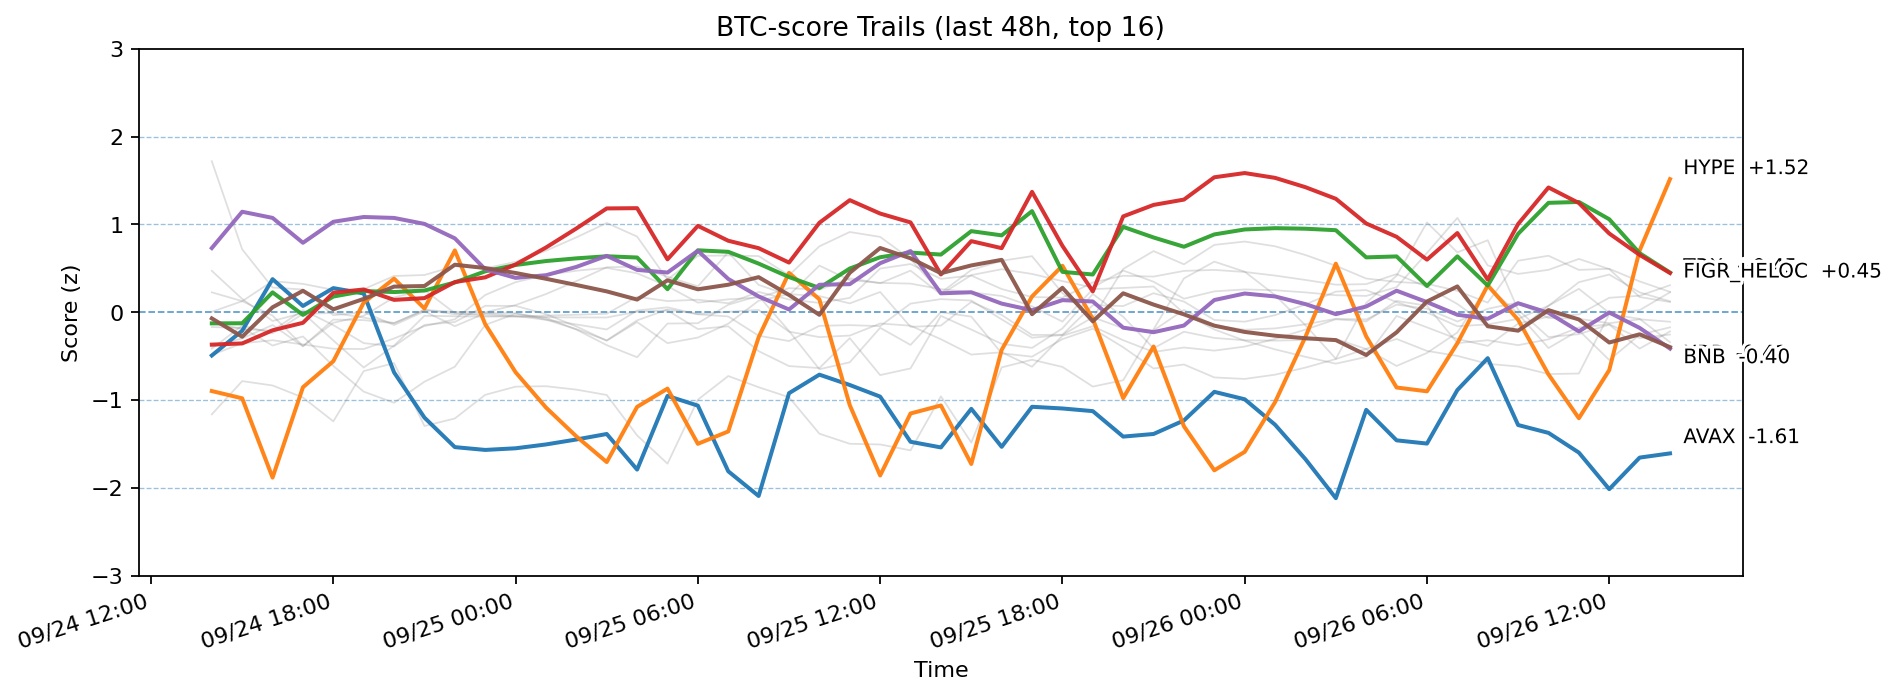 BTC-score Trails (last 48h, top 16)
3
2
1
0
−1
−2
−3
Score (z)
HYPE +1.52
FIGR_HELOC +0.45
BNB -0.40
AVAX -1.61
09/24 12:00
09/24 18:00
09/25 00:00
09/25 06:00
09/25 12:00
09/25 18:00
09/26 00:00
09/26 06:00
09/26 12:00
Time